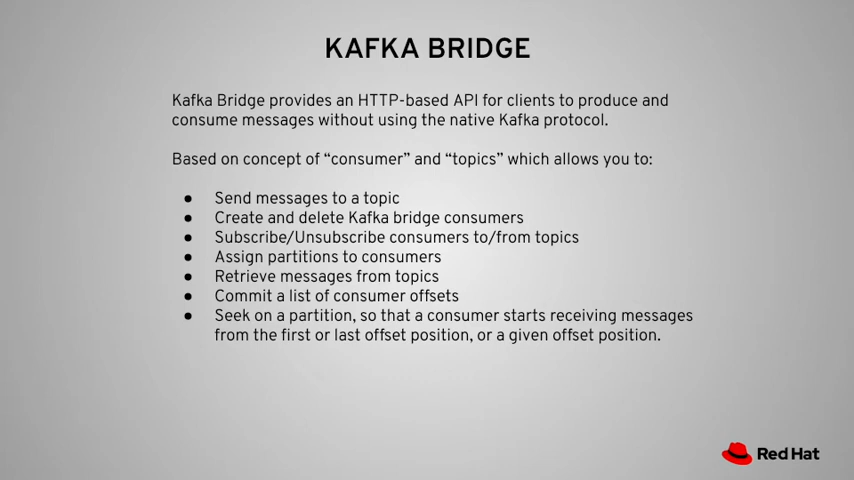 KAFKA BRIDGE
Kafka Bridge provides an HTTP-based API for clients to produce and
consume messages without using the native Kafka protocol.
Based on concept of “consumer” and “topics” which allows you to:
● Send messages to a topic
● Create and delete Kafka bridge consumers
● Subscribe/Unsubscribe consumers to/from topics
● Assign partitions to consumers
● Retrieve messages from topics
● Commit a list of consumer offsets
● Seek on a partition, so that a consumer starts receiving messages
from the first or last offset position, or a given offset position.
Red Hat